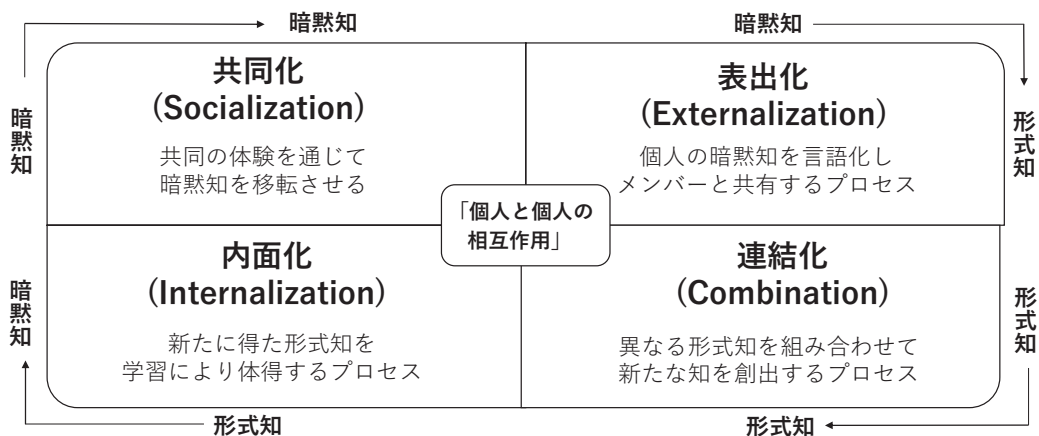 暗黙知
暗黙知
共同化
(Socialization)
共同の体験を通じて
暗黙知を移転させる
表出化
(Externalization)
個人の暗黙知を言語化し
メンバーと共有するプロセス
暗黙知
形式知
「個人と個人の
相互作用」
内面化
(Internalization)
新たに得た形式知を
学習により体得するプロセス
連結化
(Combination)
異なる形式知を組み合わせて
新たな知を創出するプロセス
暗黙知
形式知
形式知
形式知